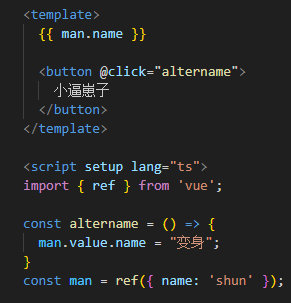 <template>
  {{ man.name }}

  <button @click="altername">
    小逼崽子
  </button>
</template>

<script setup lang="ts">
import { ref } from 'vue';

const altername = () => {
  man.value.name = "变身";
}
const man = ref({ name: 'shun' });